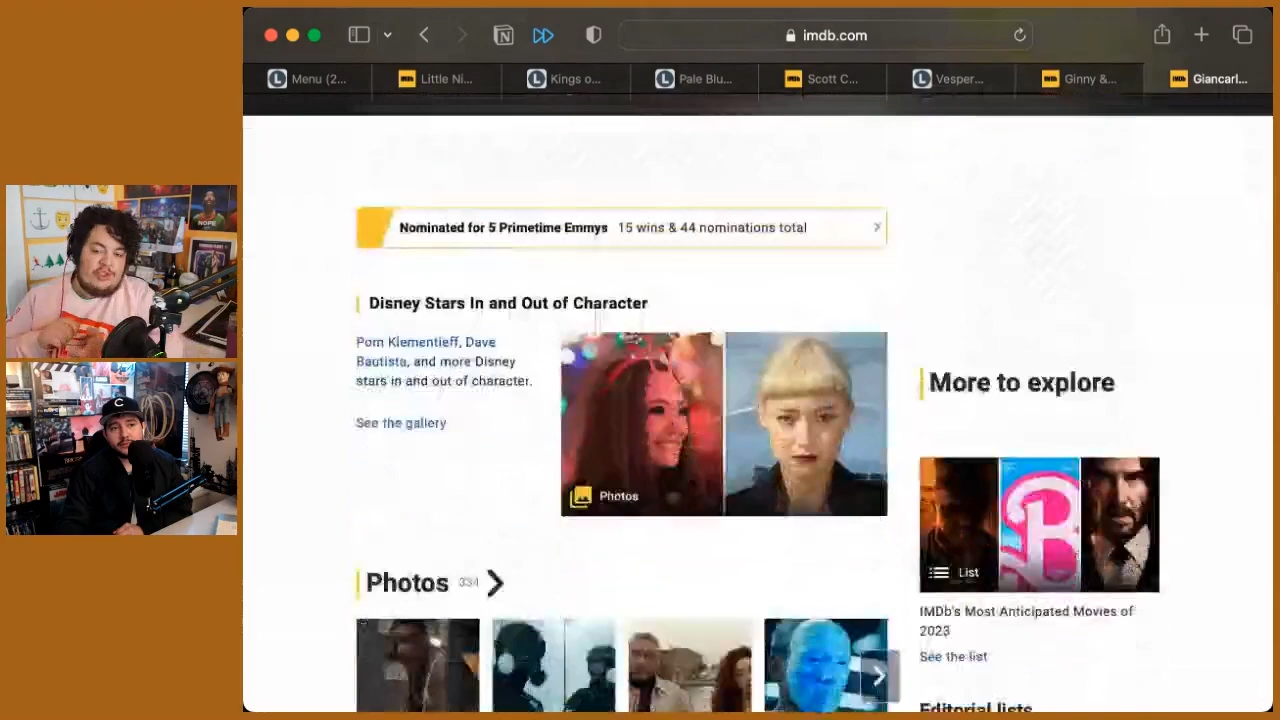 imdb.com
Menu (2...
Little Ni...
Kings o...
Pale Blu...
Scott C...
Vesper...
Ginny &...
Giancarl...
Nominated for 5 Primetime Emmys 15 wins & 44 nominations total
Disney Stars In and Out of Character
Pom Klementieff, Dave
Bautista, and more Disney
stars in and out of character.
See the gallery
Photos
Photos 334
More to explore
List
IMDb's Most Anticipated Movies of
2023
See the list
Editorial lists
NOPE
C